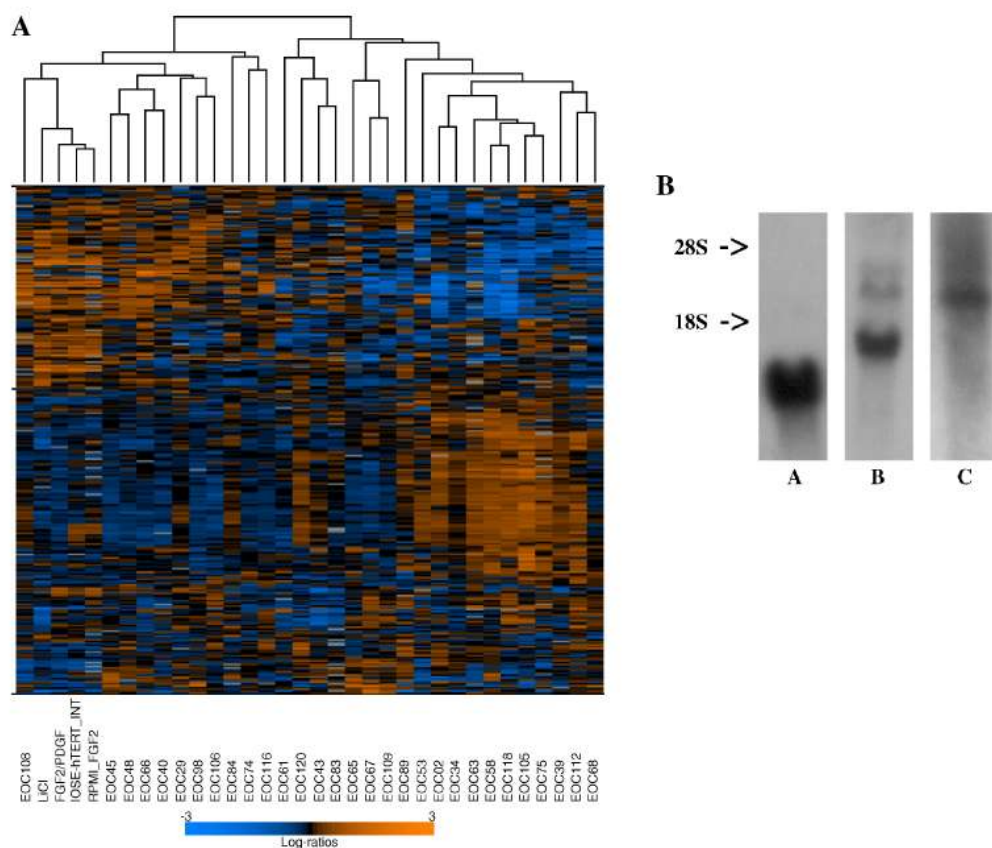 A
B
28S ->
18S ->
A B C
EOC108
LiCl
FGF2/PDGF
IOSE-hTERT_INT
RPMI_FGF2
EOC45
EOC48
EOC66
EOC40
EOC29
EOC98
EOC106
EOC84
EOC74
EOC116
EOC61
EOC120
EOC43
EOC83
EOC65
EOC67
EOC109
EOC89
EOC53
EOC02
EOC34
EOC63
EOC58
EOC118
EOC105
EOC75
EOC39
EOC112
EOC68
-3 3
Log-ratios